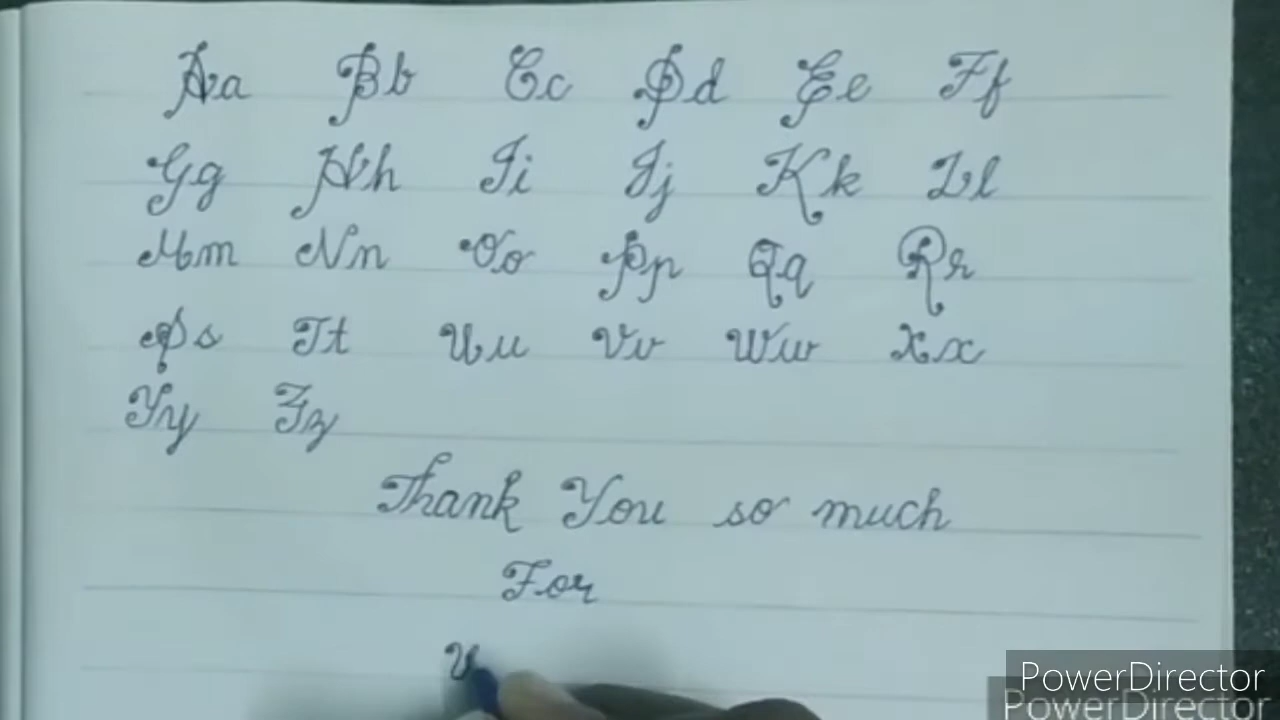 Aa Bb Cc Dd Ee Ff
Gg Hh Ii Jj Kk Ll
Mm Nn Oo Pp Qq Rr
Ss Tt Uu Vv Ww Xx
Yy Zz
Thank You so much
For
PowerDirector
PowerDirector